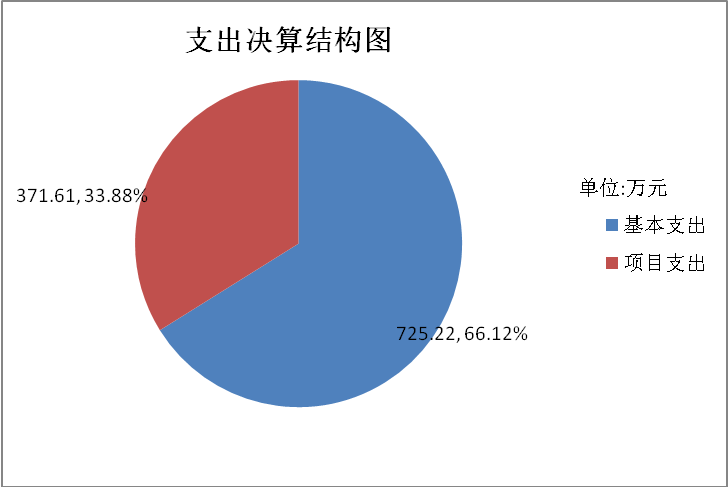 支出决算结构图
371.61, 33.88%
单位:万元
基本支出
项目支出
725.22, 66.12%